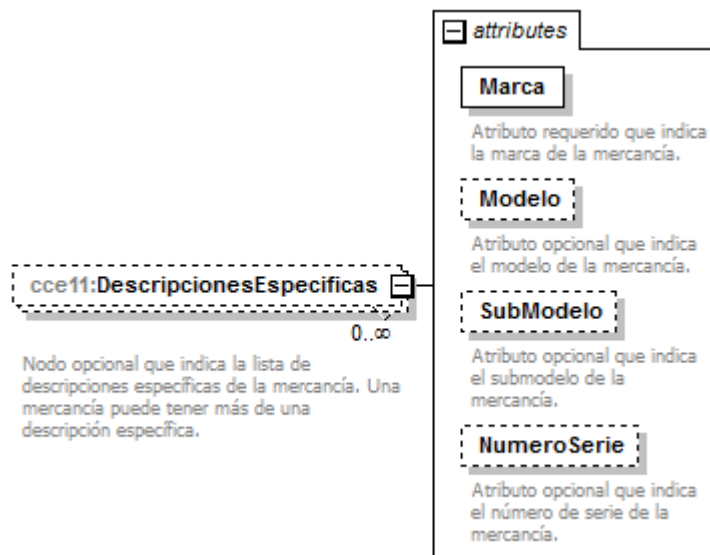 attributes
Marca
Atributo requerido que indica
la marca de la mercancía.
Modelo
Atributo opcional que indica
el modelo de la mercancía.
cce11:DescripcionesEspecificas
0..∞
Nodo opcional que indica la lista de
descripciones específicas de la mercancía. Una
mercancía puede tener más de una
descripción específica.
SubModelo
Atributo opcional que indica
el submodelo de la
mercancía.
NumeroSerie
Atributo opcional que indica
el número de serie de la
mercancía.